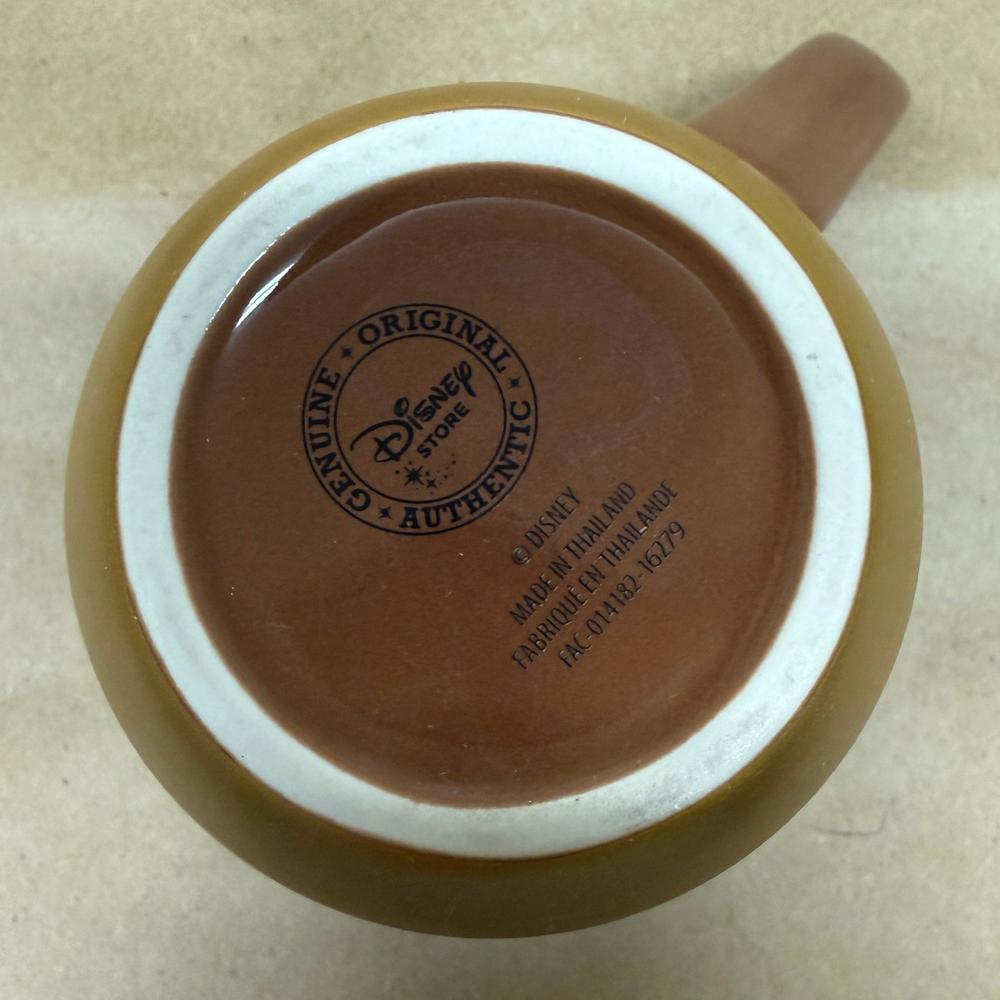 GENUINE ORIGINAL AUTHENTIC
Disney
STORE
© DISNEY
MADE IN THAILAND
FABRIQUÉ EN THAILANDE
FAC-014182-16279